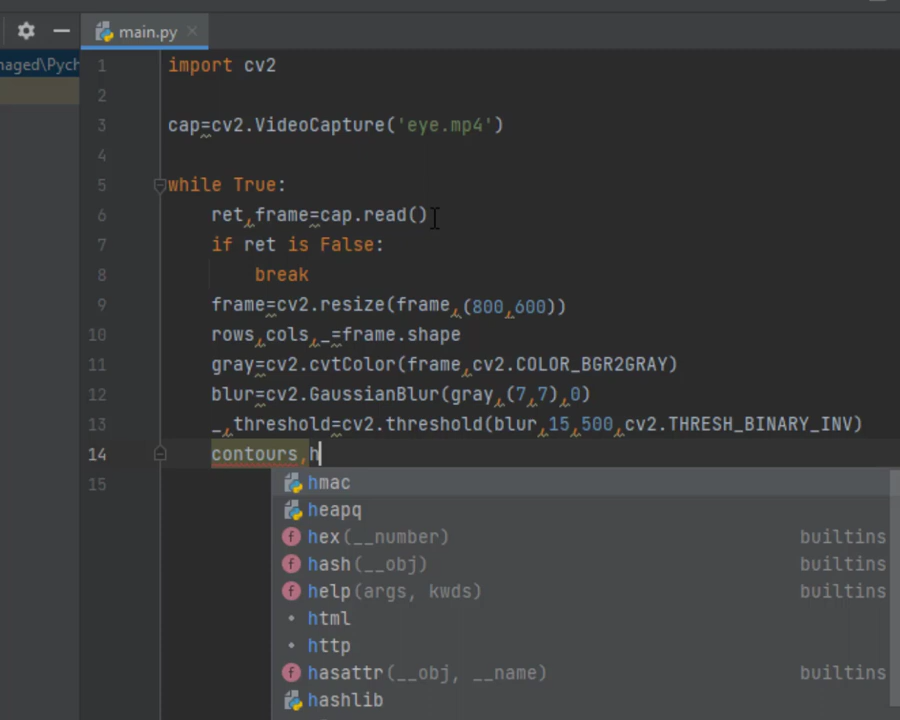 main.py
naged\Pych
1 import cv2
2
3 cap=cv2.VideoCapture('eye.mp4')
4
5 while True:
6 ret,frame=cap.read()
7 if ret is False:
8 break
9 frame=cv2.resize(frame,(800,600))
10 rows,cols,_=frame.shape
11 gray=cv2.cvtColor(frame,cv2.COLOR_BGR2GRAY)
12 blur=cv2.GaussianBlur(gray,(7,7),0)
13 _,threshold=cv2.threshold(blur,15,500,cv2.THRESH_BINARY_INV)
14 contours,h
15
hmac
heapq
hex(__number) builtins
hash(__obj) builtins
help(args, kwds) builtins
html
http
hasattr(__obj, __name) builtins
hashlib